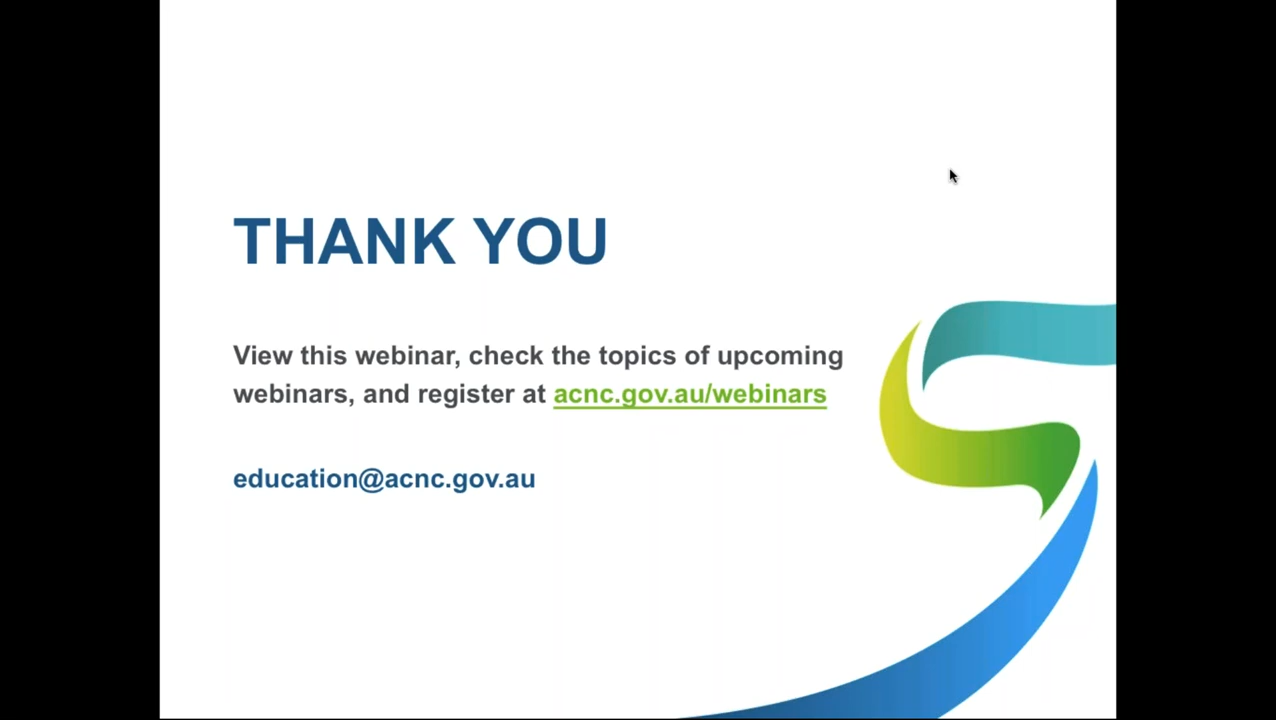 THANK YOU
View this webinar, check the topics of upcoming
webinars, and register at acnc.gov.au/webinars
education@acnc.gov.au